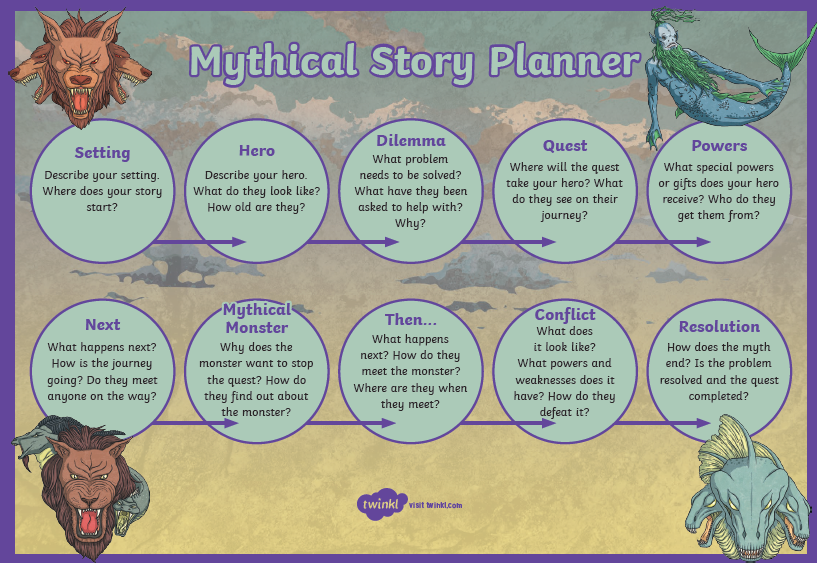 Mythical Story Planner
Setting
Describe your setting.
Where does your story
start?
Hero
Describe your hero.
What do they look like?
How old are they?
Dilemma
What problem
needs to be solved?
What have they been
asked to help with?
Why?
Quest
Where will the quest
take your hero? What
do they see on their
journey?
Powers
What special powers
or gifts does your hero
receive? Who do they
get them from?
Next
What happens next?
How is the journey
going? Do they meet
anyone on the way?
Mythical
Monster
Why does the
monster want to stop
the quest? How do
they find out about
the monster?
Then...
What happens
next? How do they
meet the monster?
Where are they when
they meet?
Conflict
What does
it look like?
What powers and
weaknesses does it
have? How do they
defeat it?
Resolution
How does the myth
end? Is the problem
resolved and the quest
completed?
twinkl visit twinkl.com